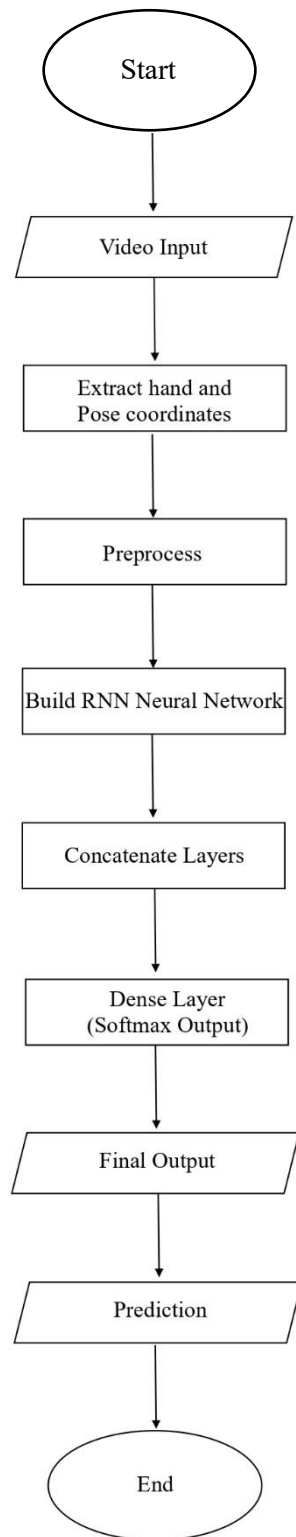 Start
Video Input
Extract hand and
Pose coordinates
Preprocess
Build RNN Neural Network
Concatenate Layers
Dense Layer
(Softmax Output)
Final Output
Prediction
End